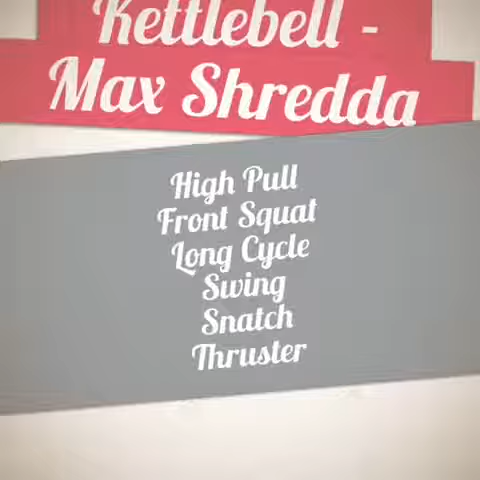 Kettlebell -
Max Shredda
High Pull
Front Squat
Long Cycle
Swing
Snatch
Thruster